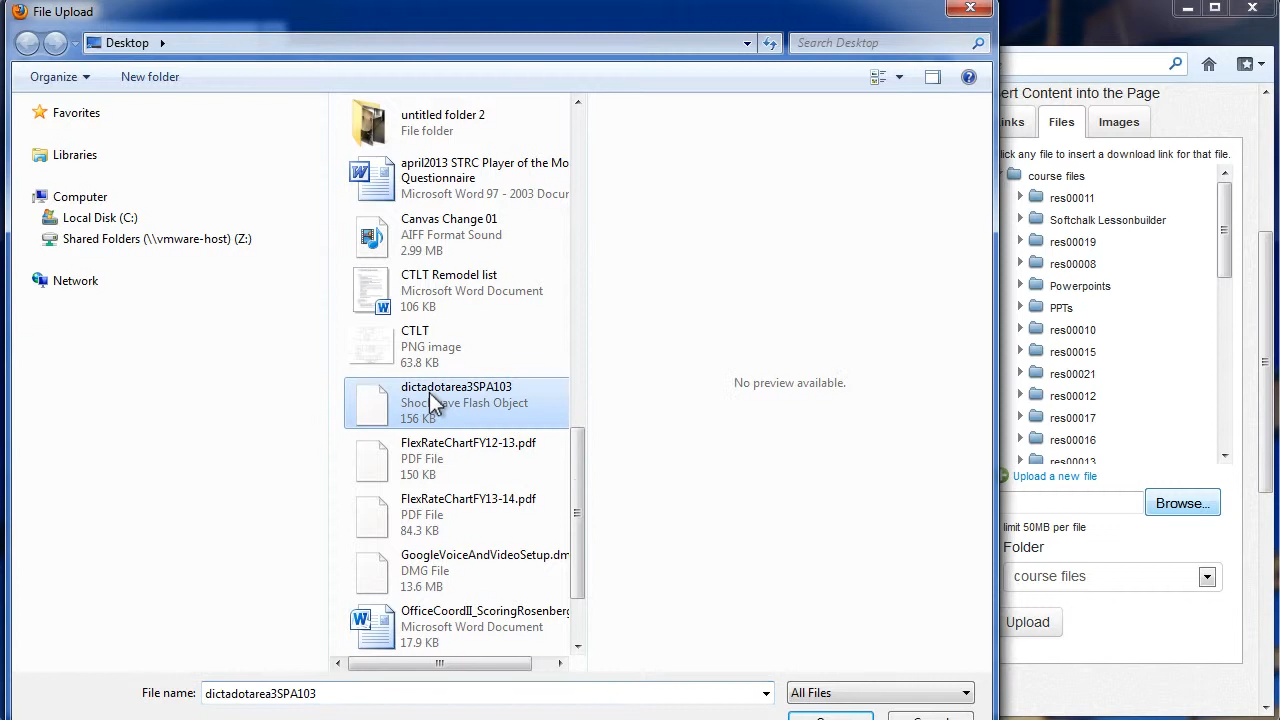 File Upload
Desktop
Search Desktop
Organize
New folder
Favorites
Libraries
Computer
Local Disk (C:)
Shared Folders (\\vmware-host) (Z:)
Network
untitled folder 2
File folder
april2013 STRC Player of the Mo
Questionnaire
Microsoft Word 97 - 2003 Docu
Canvas Change 01
AIFF Format Sound
2.99 MB
CTLT Remodel list
Microsoft Word Document
106 KB
CTLT
PNG image
63.8 KB
dictadotarea3SPA103
Shockwave Flash Object
156 KB
FlexRateChartFY12-13.pdf
PDF File
150 KB
FlexRateChartFY13-14.pdf
PDF File
84.3 KB
GoogleVoiceAndVideoSetup.dm
DMG File
13.6 MB
OfficeCoordII_ScoringRosenberg
Microsoft Word Document
17.9 KB
No preview available.
File name:
dictadotarea3SPA103
All Files
ert Content into the Page
inks
Files
Images
lick any file to insert a download link for that file.
course files
res00011
Softchalk Lessonbuilder
res00019
res00008
Powerpoints
PPTs
res00010
res00015
res00021
res00012
res00017
res00016
res00013
Upload a new file
Browse...
limit 50MB per file
Folder
course files
Upload